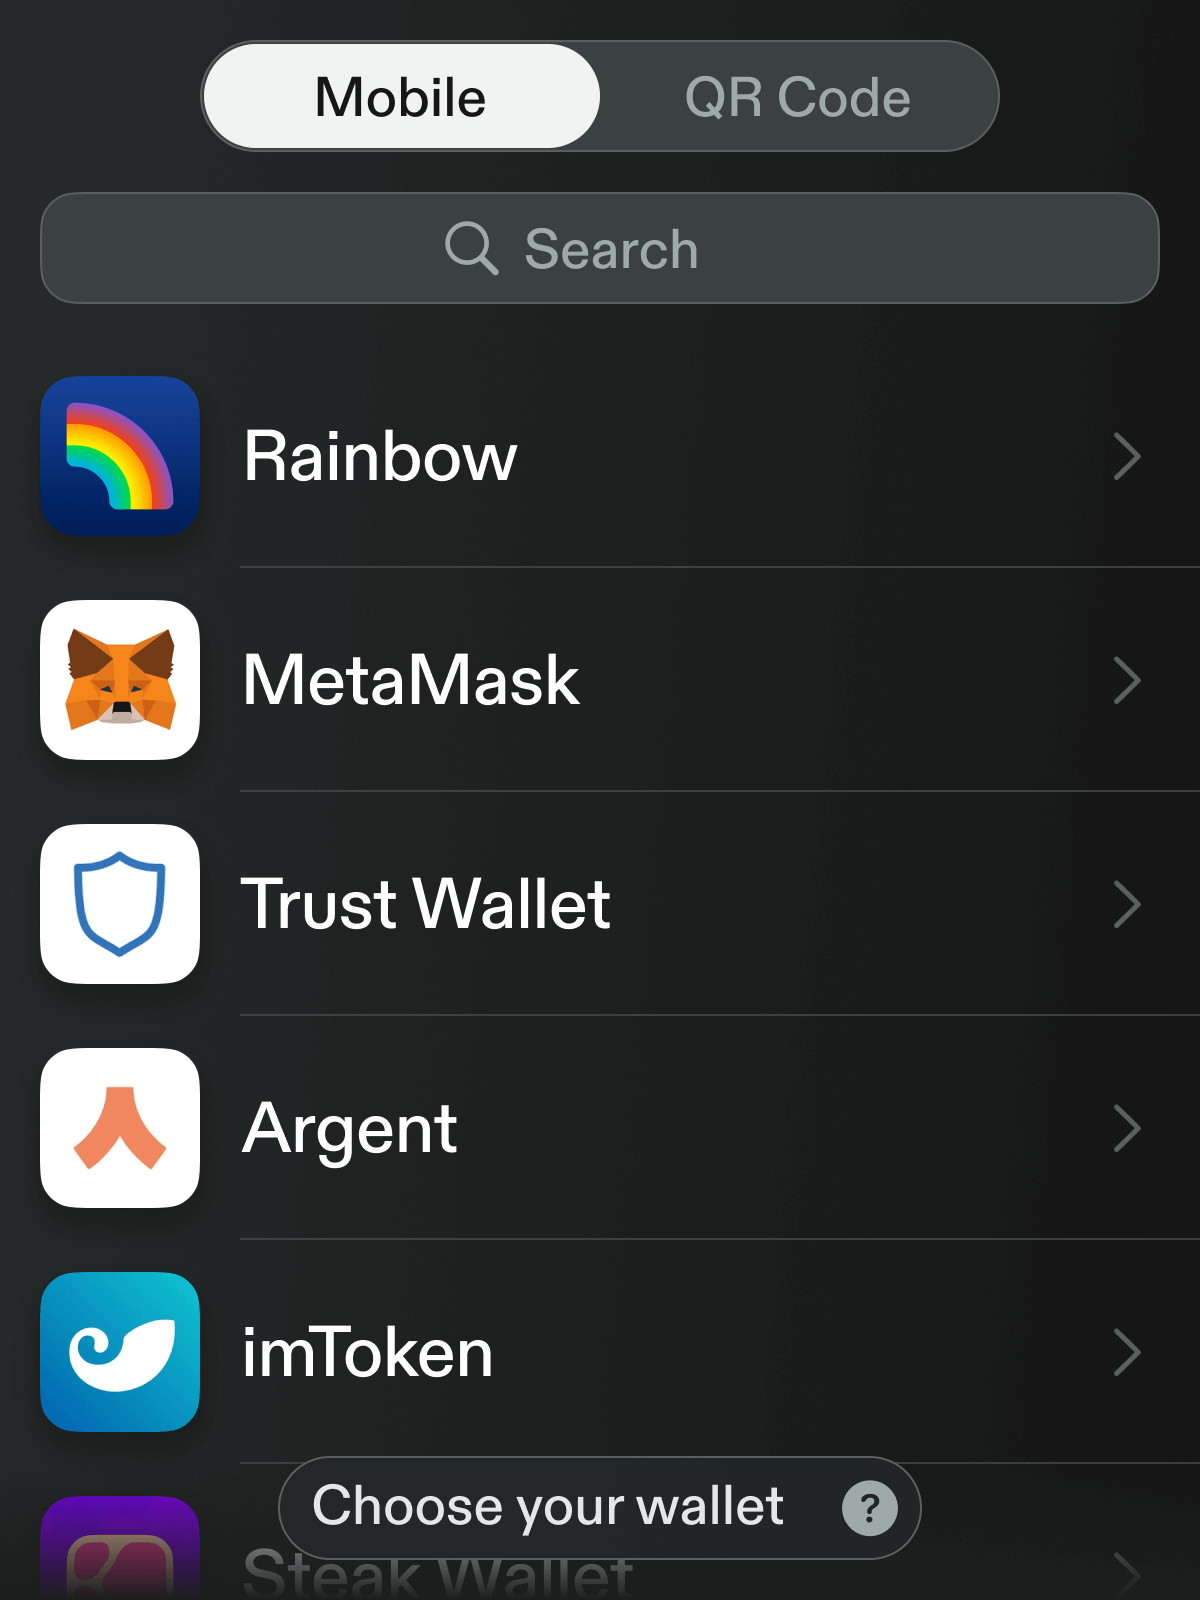 Mobile
QR Code
Search
Rainbow
MetaMask
Trust Wallet
Argent
imToken
Choose your wallet ?
Steak Wallet